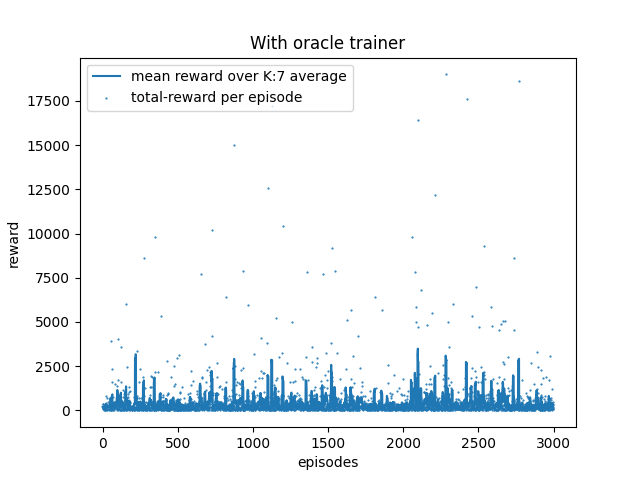 With oracle trainer
mean reward over K:7 average
total-reward per episode
17500
15000
12500
10000
7500
5000
2500
0
reward
0 500 1000 1500 2000 2500 3000
episodes